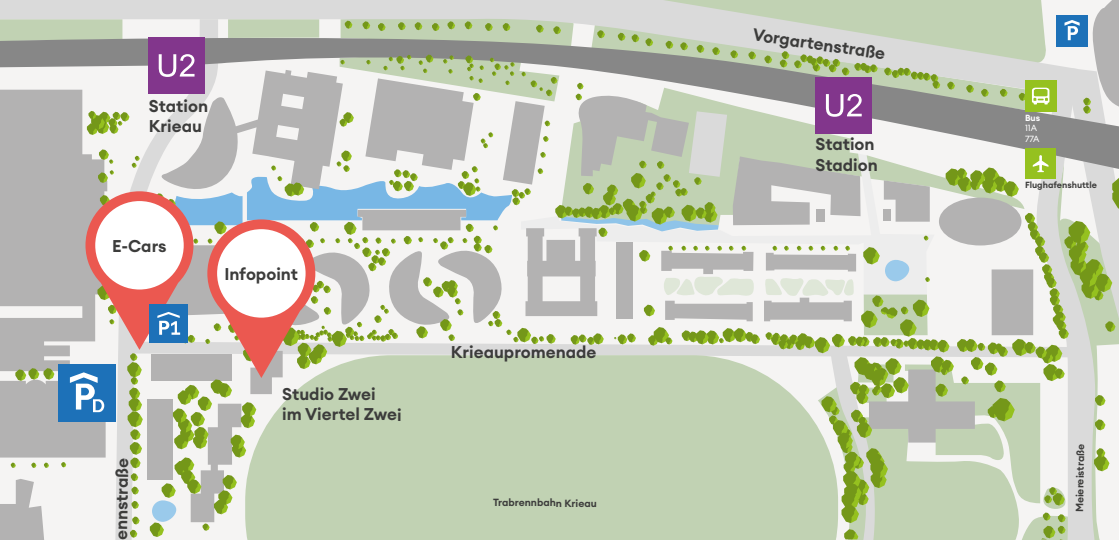 Vorgartenstraße
P
U2
Station
Krieau
U2
Station
Stadion
Bus
11A
77A
Flughafenshuttle
E-Cars
Infopoint
P1
Krieaupromenade
PD
Studio Zwei
im Viertel Zwei
ennstraße
Trabrennbahn Krieau
Meiereistraße